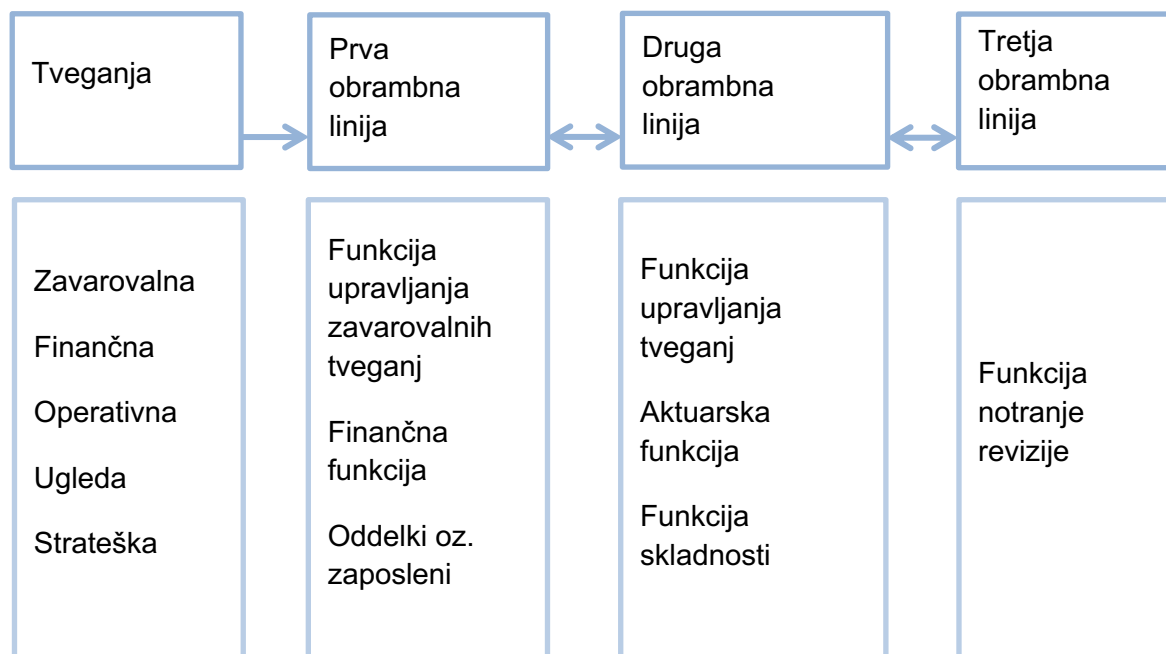 Tveganja
Prva
obrambna
linija
Druga
obrambna
linija
Tretja
obrambna
linija
Zavarovalna
Finančna
Operativna
Ugleda
Strateška
Funkcija
upravljanja
zavarovalnih
tveganj
Finančna
funkcija
Oddelki oz.
zaposleni
Funkcija
upravljanja
tveganj
Aktuarska
funkcija
Funkcija
skladnosti
Funkcija
notranje
revizije